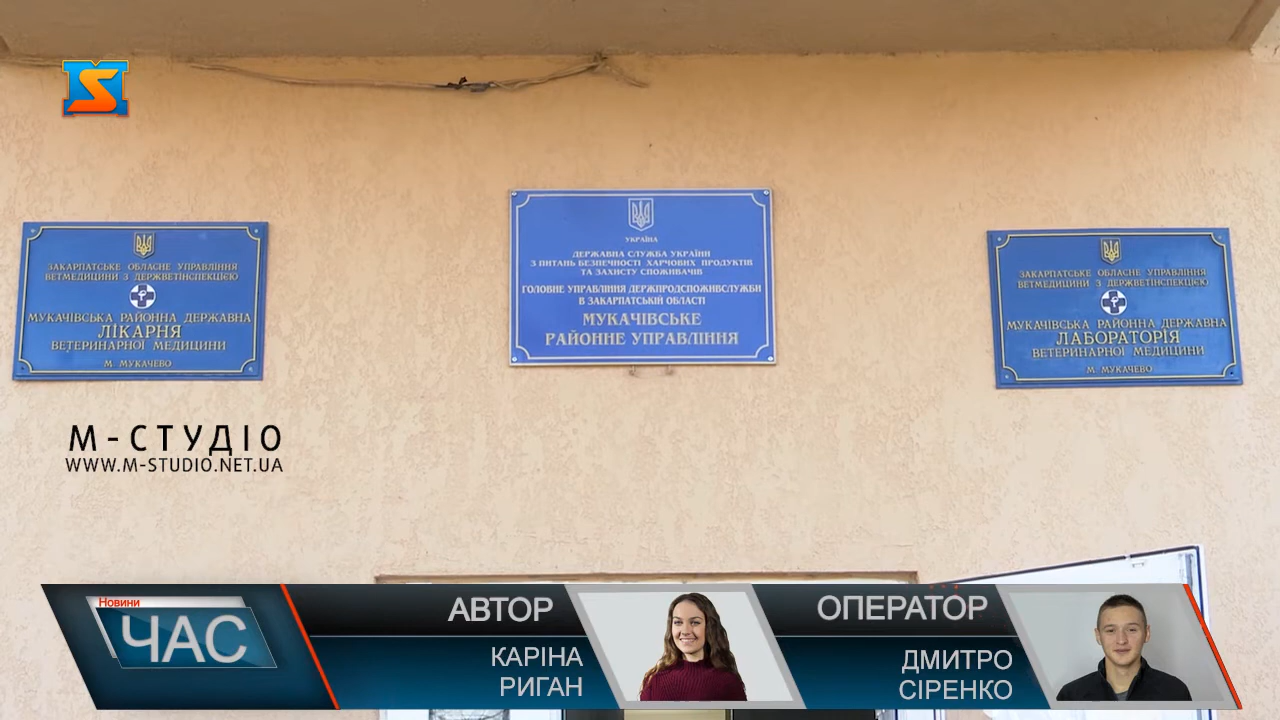 ЗАКАРПАТСЬКЕ ОБЛАСНЕ УПРАВЛІННЯ
ВЕТМЕДИЦИНИ З ДЕРЖВЕТІНСПЕКЦІЄЮ
МУКАЧІВСЬКА РАЙОННА ДЕРЖАВНА
ЛІКАРНЯ
ВЕТЕРИНАРНОЇ МЕДИЦИНИ
М. МУКАЧЕВО
УКРАЇНА
ДЕРЖАВНА СЛУЖБА УКРАЇНИ
З ПИТАНЬ БЕЗПЕЧНОСТІ ХАРЧОВИХ ПРОДУКТІВ
ТА ЗАХИСТУ СПОЖИВАЧІВ
ГОЛОВНЕ УПРАВЛІННЯ ДЕРЖПРОДСПОЖИВСЛУЖБИ
В ЗАКАРПАТСЬКІЙ ОБЛАСТІ
МУКАЧІВСЬКЕ
РАЙОННЕ УПРАВЛІННЯ
ЗАКАРПАТСЬКЕ ОБЛАСНЕ УПРАВЛІННЯ
ВЕТМЕДИЦИНИ З ДЕРЖВЕТІНСПЕКЦІЄЮ
МУКАЧІВСЬКА РАЙОННА ДЕРЖАВНА
ЛАБОРАТОРІЯ
ВЕТЕРИНАРНОЇ МЕДИЦИНИ
М. МУКАЧЕВО
М-СТУДІО
WWW.M-STUDIO.NET.UA
Новини
ЧАС
АВТОР
КАРІНА
РИГАН
ОПЕРАТОР
ДМИТРО
СІРЕНКО